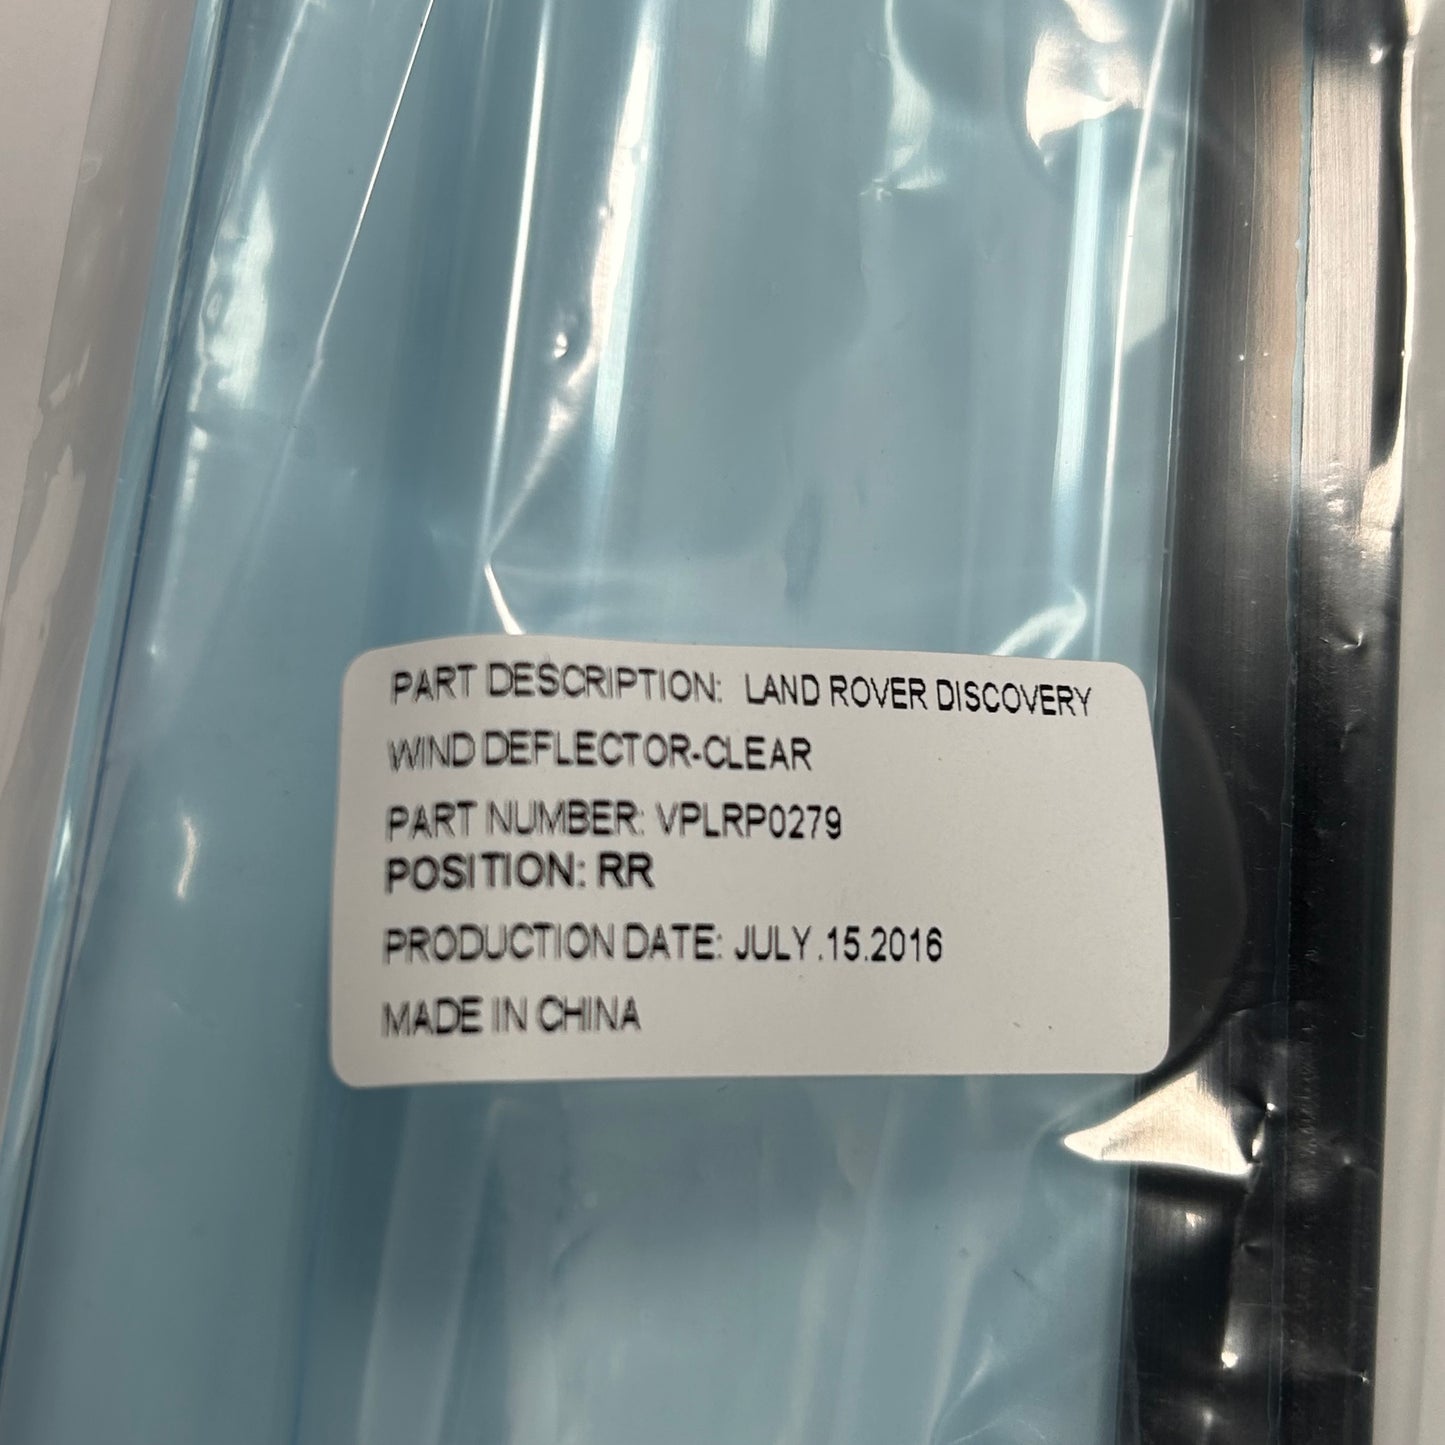 PART DESCRIPTION: LAND ROVER DISCOVERY
WIND DEFLECTOR-CLEAR
PART NUMBER: VPLRP0279
POSITION: RR
PRODUCTION DATE: JULY.15.2016
MADE IN CHINA